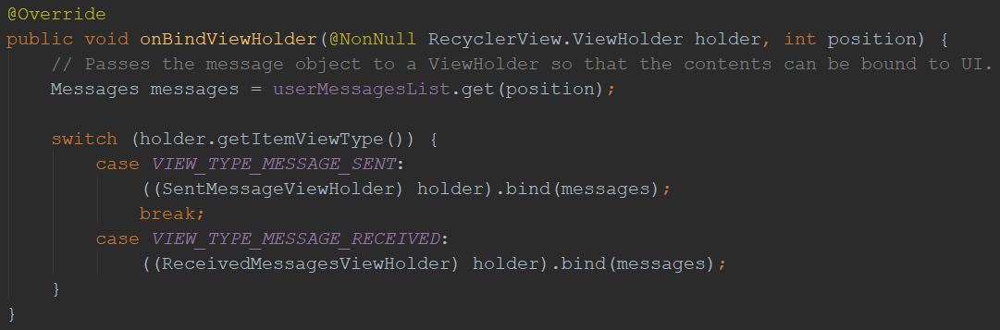 @Override
public void onBindViewHolder(@NonNull RecyclerView.ViewHolder holder, int position) {
    // Passes the message object to a ViewHolder so that the contents can be bound to UI.
    Messages messages = userMessagesList.get(position);

    switch (holder.getItemViewType()) {
        case VIEW_TYPE_MESSAGE_SENT:
            ((SentMessageViewHolder) holder).bind(messages);
            break;
        case VIEW_TYPE_MESSAGE_RECEIVED:
            ((ReceivedMessagesViewHolder) holder).bind(messages);
    }
}